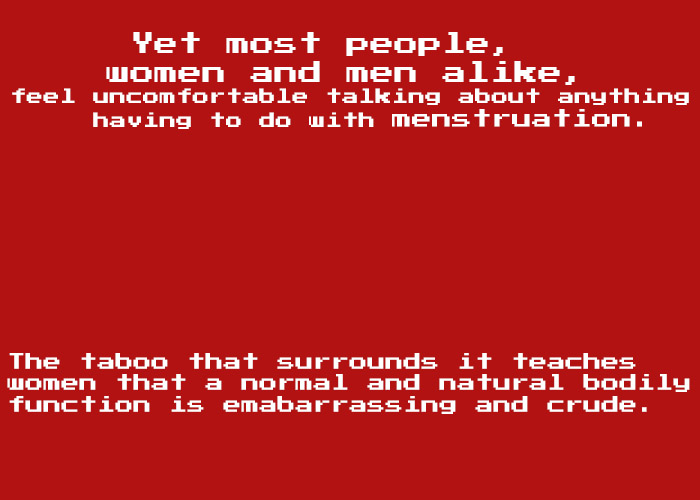 Yet most people,
women and men alike,
feel uncomfortable talking about anything
having to do with menstruation.
The taboo that surrounds it teaches
women that a normal and natural bodily
function is emabarrassing and crude.